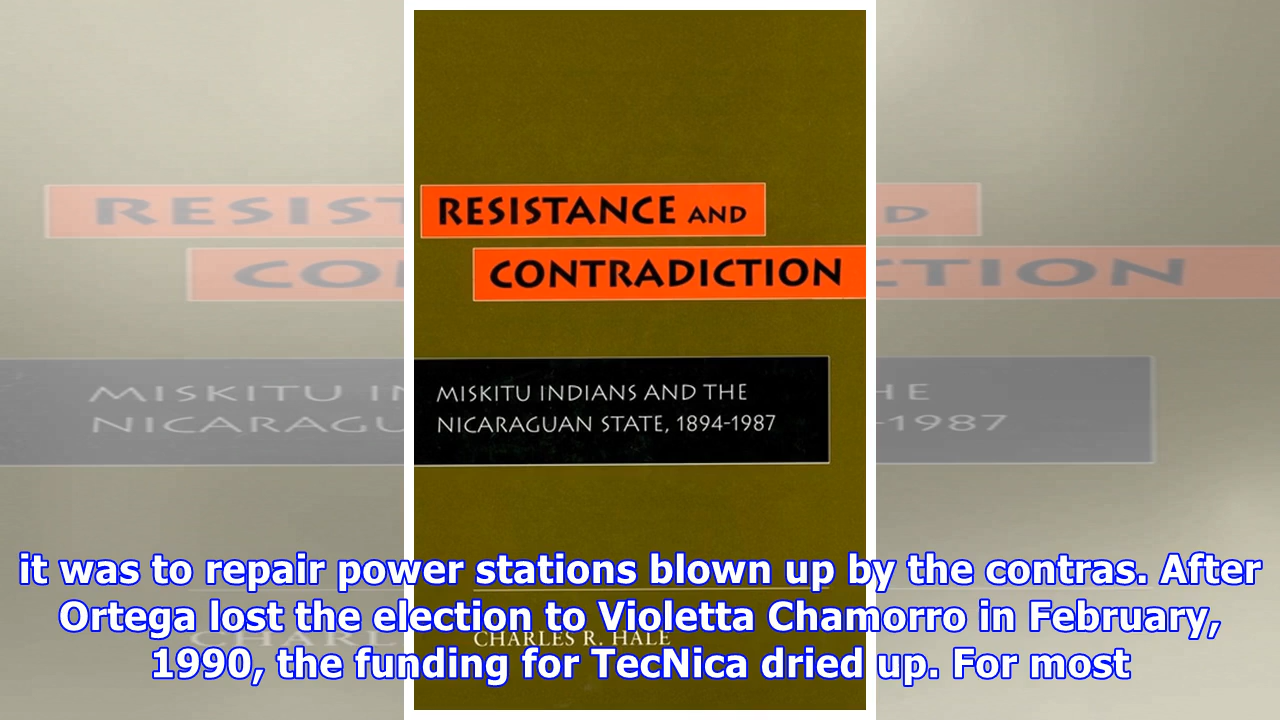 RESISTANCE AND
CONTRADICTION
MISKITU INDIANS AND THE
NICARAGUAN STATE, 1894-1987
CHARLES R. HALE
it was to repair power stations blown up by the contras. After
Ortega lost the election to Violetta Chamorro in February,
1990, the funding for TecNica dried up. For most